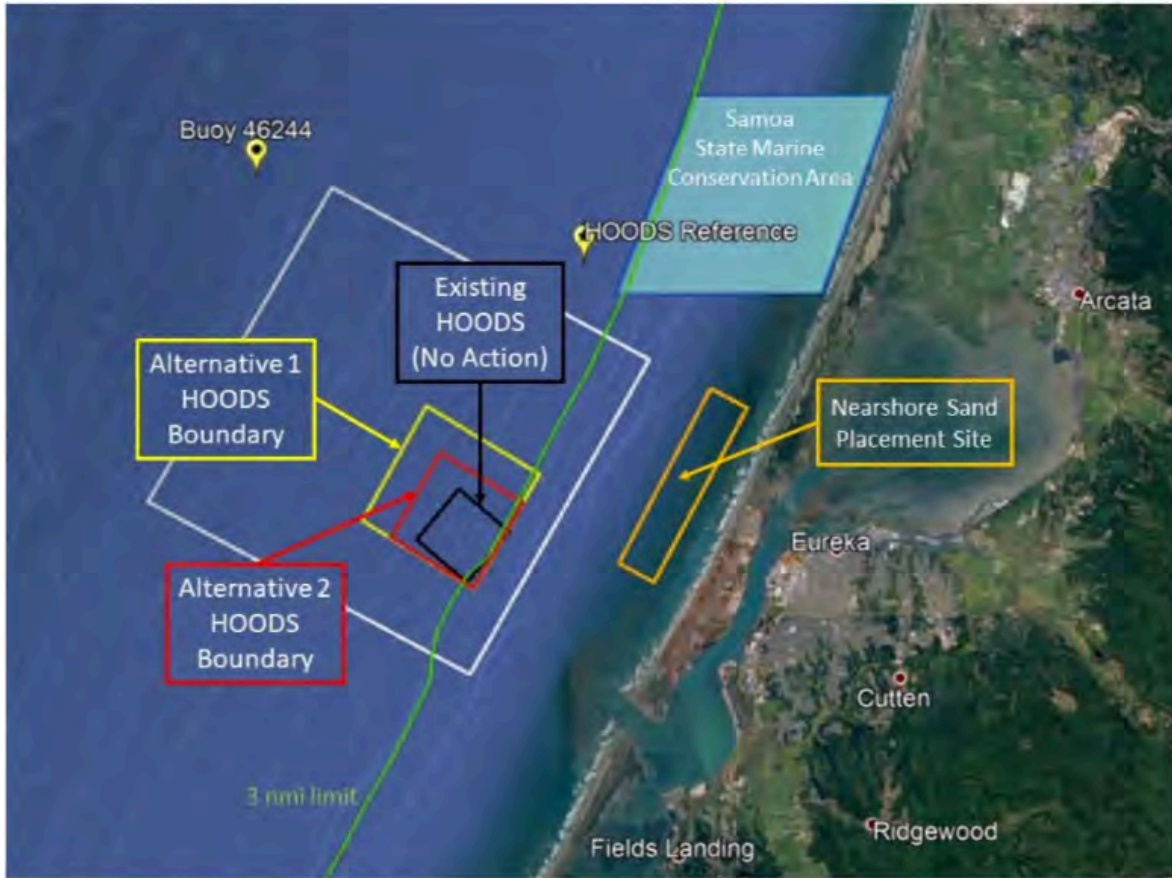 Buoy 46244
Samoa
State Marine
Conservation Area
HOODS Reference
Existing
HOODS
(No Action)
Arcata
Alternative 1
HOODS
Boundary
Nearshore Sand
Placement Site
Eureka
Alternative 2
HOODS
Boundary
Cutten
3 nmi limit
Ridgewood
Fields Landing